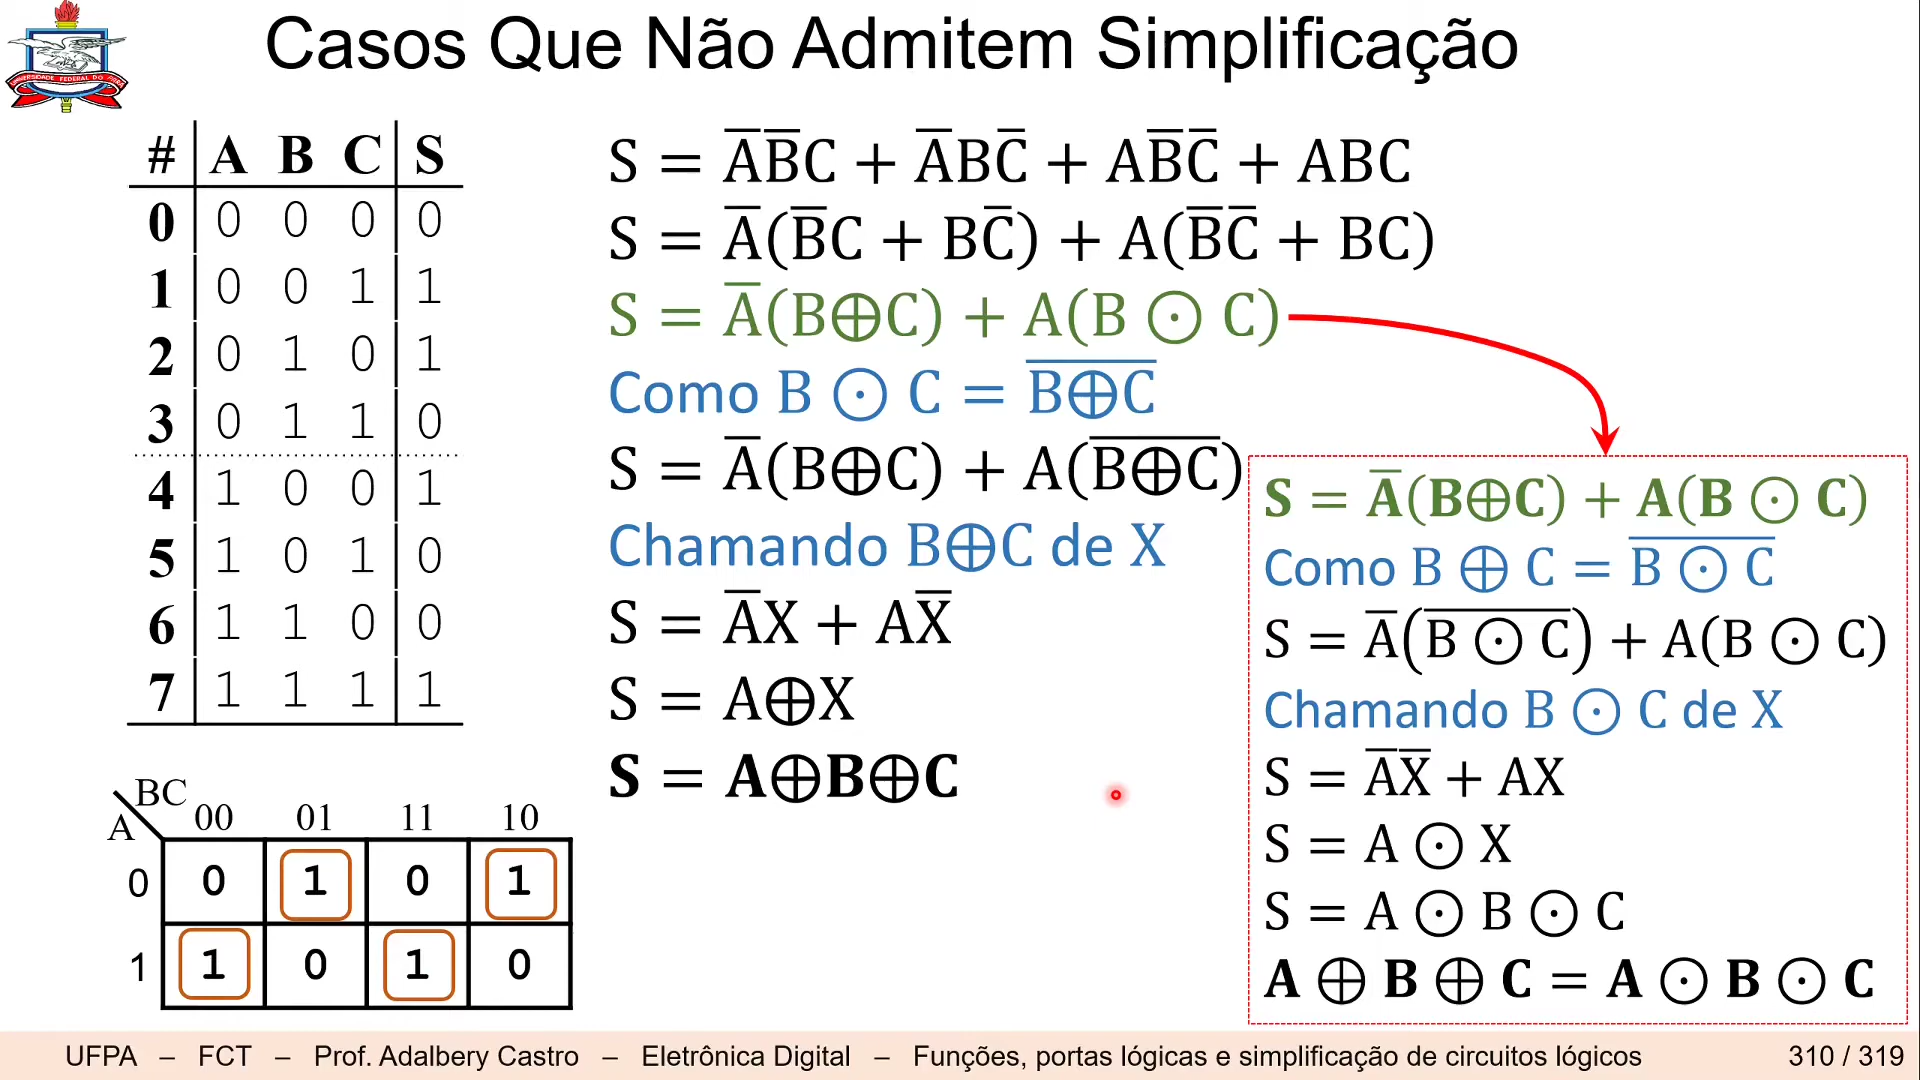 Casos Que Não Admitem Simplificação
UNIVERSIDADE FEDERAL DO PARÁ
# A B C S
0 0 0 0 0
1 0 0 1 1
2 0 1 0 1
3 0 1 1 0
4 1 0 0 1
5 1 0 1 0
6 1 1 0 0
7 1 1 1 1
BC
A 00 01 11 10
0 0 1 0 1
1 1 0 1 0
S = A̅B̅C + A̅BC̅ + AB̅C̅ + ABC
S = A̅(B̅C + BC̅) + A(B̅C̅ + BC)
S = A̅(B⊕C) + A(B ⊙ C)
Como B ⊙ C = B̅⊕̅C̅
S = A̅(B⊕C) + A(B̅⊕̅C̅)
Chamando B⊕C de X
S = A̅X + AX̅
S = A⊕X
S = A⊕B⊕C
S = A̅(B⊕C) + A(B ⊙ C)
Como B ⊕ C = B̅ ̅⊙̅ ̅C̅
S = A̅(B̅ ̅⊙̅ ̅C̅) + A(B ⊙ C)
Chamando B ⊙ C de X
S = A̅X̅ + AX
S = A ⊙ X
S = A ⊙ B ⊙ C
A ⊕ B ⊕ C = A ⊙ B ⊙ C
UFPA – FCT – Prof. Adalbery Castro – Eletrônica Digital – Funções, portas lógicas e simplificação de circuitos lógicos 310 / 319